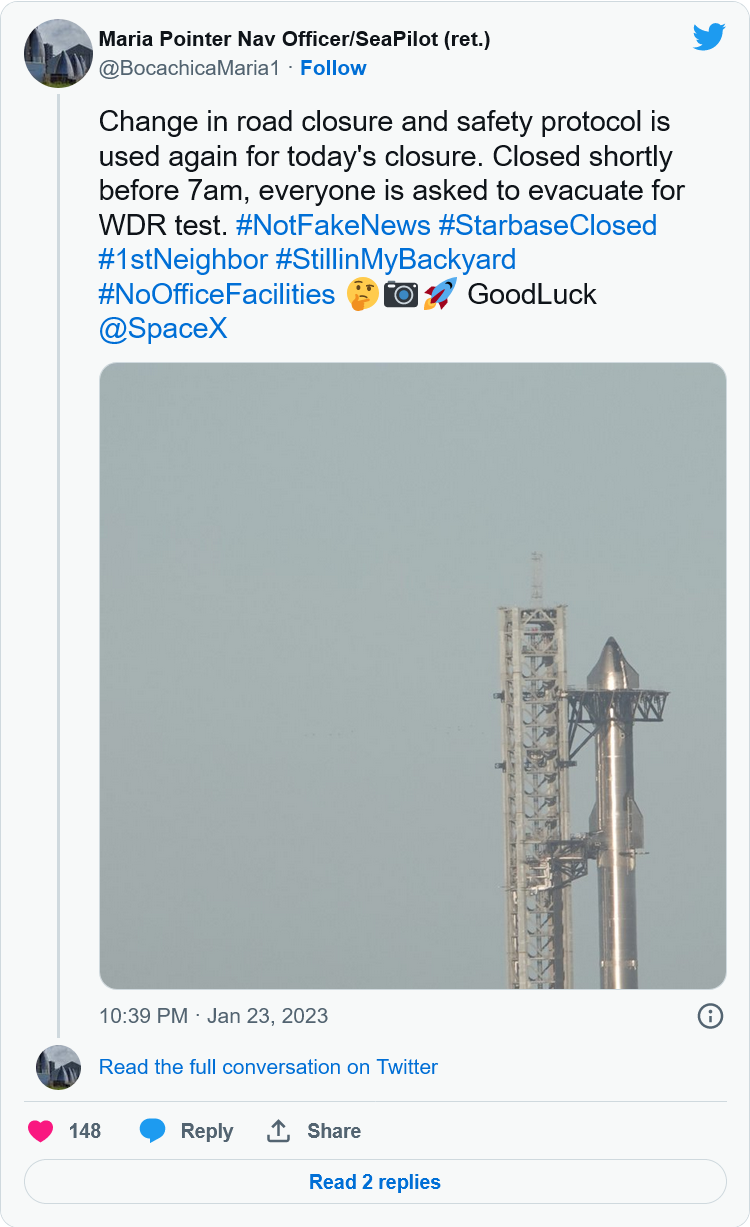 Maria Pointer Nav Officer/SeaPilot (ret.)
@BocachicaMaria1 · Follow
Change in road closure and safety protocol is
used again for today's closure. Closed shortly
before 7am, everyone is asked to evacuate for
WDR test. #NotFakeNews #StarbaseClosed
#1stNeighbor #StillinMyBackyard
#NoOfficeFacilities 🤔📷🚀 GoodLuck
@SpaceX
10:39 PM · Jan 23, 2023
Read the full conversation on Twitter
148 Reply Share
Read 2 replies